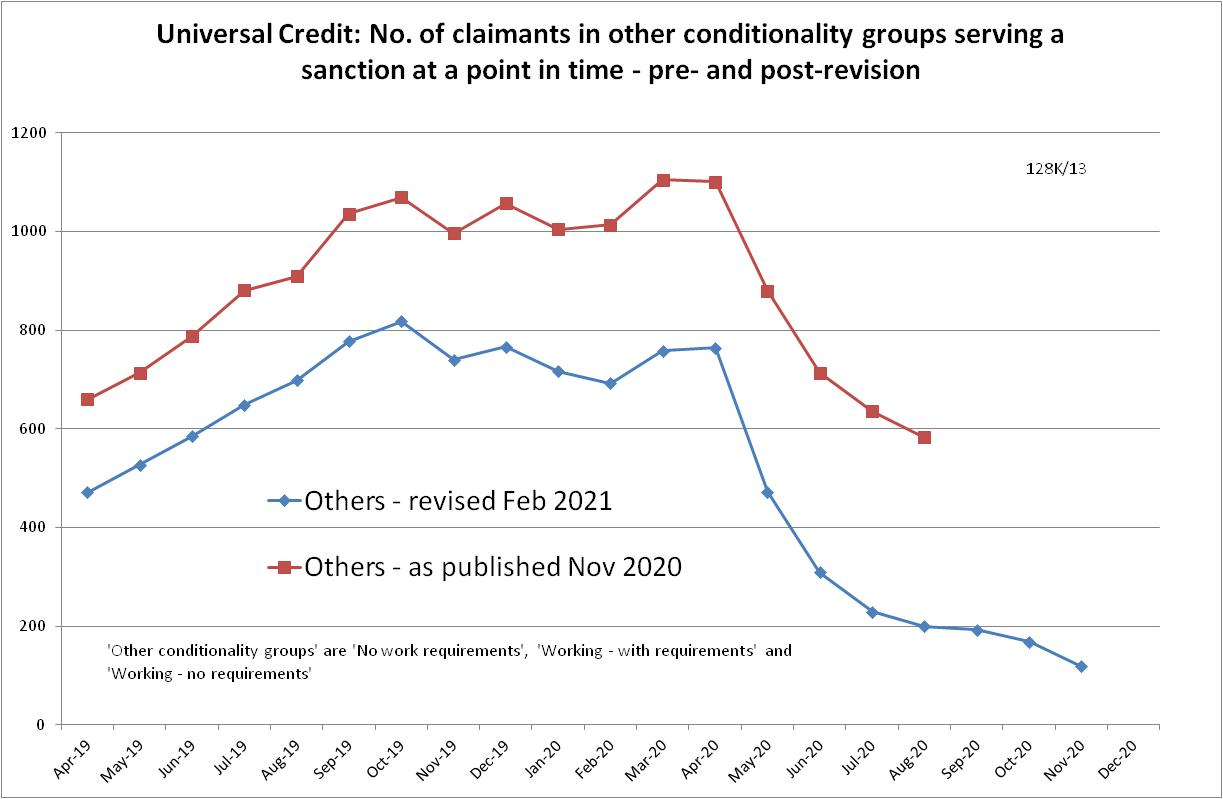 Universal Credit: No. of claimants in other conditionality groups serving a
sanction at a point in time - pre- and post-revision
1200
128K/13
1000
800
600
Others - revised Feb 2021
400
Others - as published Nov 2020
200
'Other conditionality groups' are 'No work requirements',  'Working - with requirements' and
'Working - no requirements'
0
Apr-19
May-19
Jun-19
Jul-19
Aug-19
Sep-19
Oct-19
Nov-19
Dec-19
Jan-20
Feb-20
Mar-20
Apr-20
May-20
Jun-20
Jul-20
Aug-20
Sep-20
Oct-20
Nov-20
Dec-20